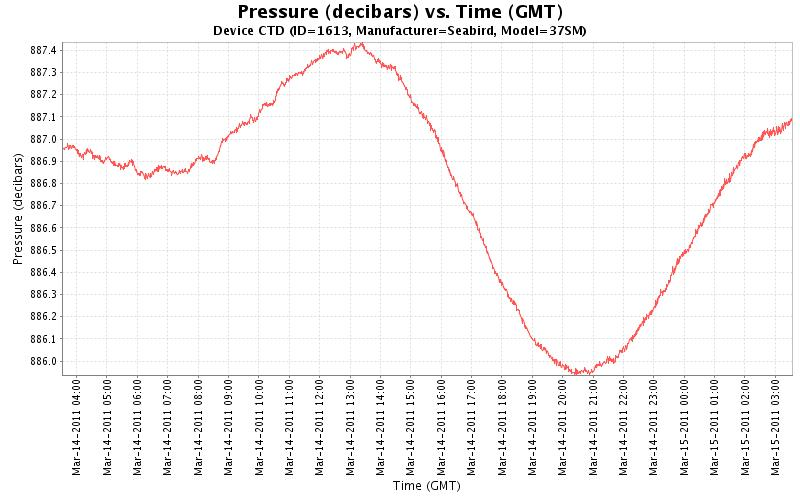 Pressure (decibars) vs. Time (GMT)
Device CTD (ID=1613, Manufacturer=Seabird, Model=37SM)
Pressure (decibars)
887.4
887.3
887.2
887.1
887.0
886.9
886.8
886.7
886.6
886.5
886.4
886.3
886.2
886.1
886.0
Mar-14-2011 04:00
Mar-14-2011 05:00
Mar-14-2011 06:00
Mar-14-2011 07:00
Mar-14-2011 08:00
Mar-14-2011 09:00
Mar-14-2011 10:00
Mar-14-2011 11:00
Mar-14-2011 12:00
Mar-14-2011 13:00
Mar-14-2011 14:00
Mar-14-2011 15:00
Mar-14-2011 16:00
Mar-14-2011 17:00
Mar-14-2011 18:00
Mar-14-2011 19:00
Mar-14-2011 20:00
Mar-14-2011 21:00
Mar-14-2011 22:00
Mar-14-2011 23:00
Mar-15-2011 00:00
Mar-15-2011 01:00
Mar-15-2011 02:00
Mar-15-2011 03:00
Time (GMT)